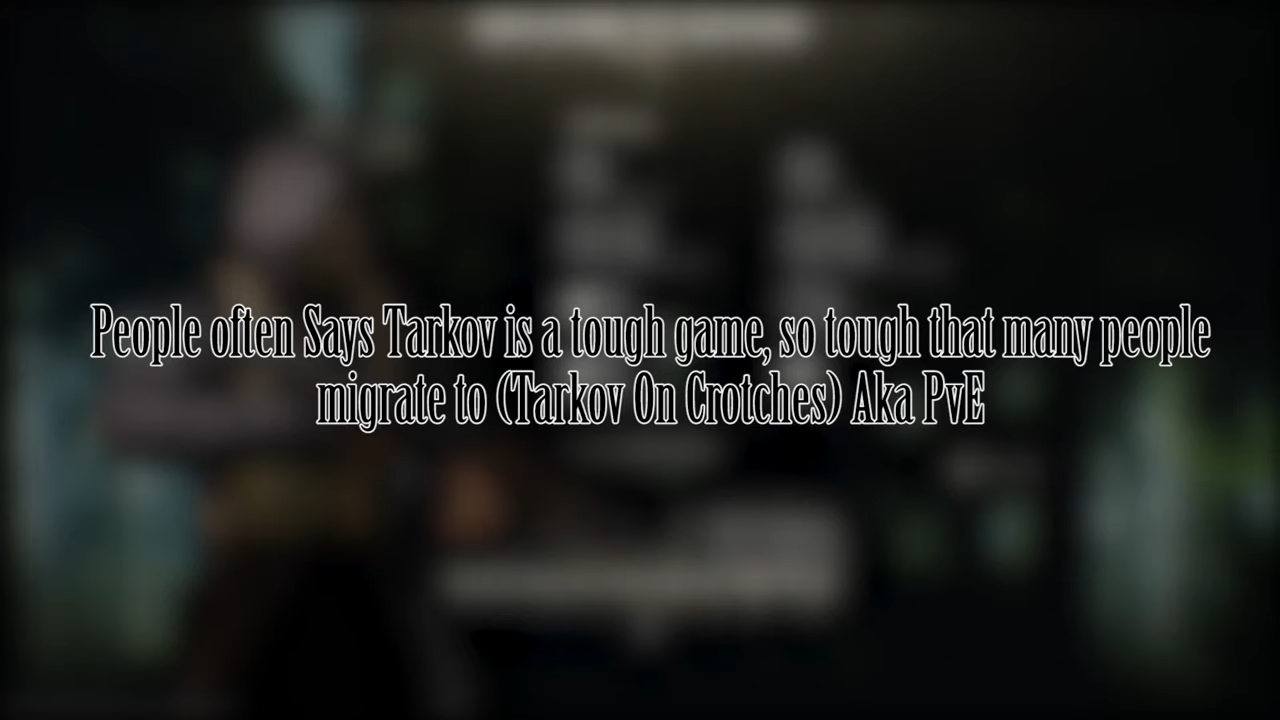 People often Says Tarkov is a tough game, so tough that many people
migrate to (Tarkov On Crotches) Aka PvE